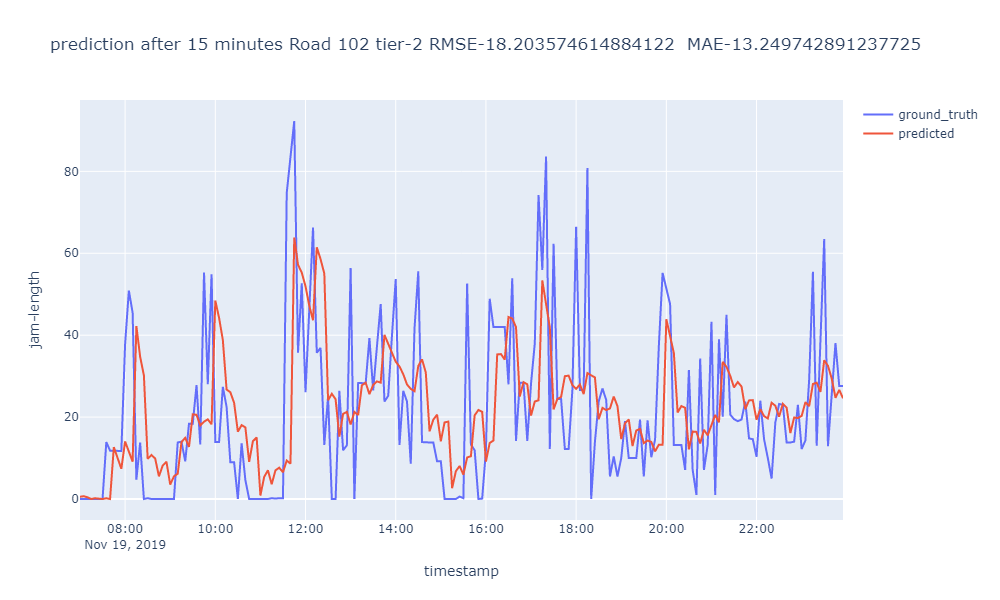 prediction after 15 minutes Road 102 tier-2 RMSE-18.203574614884122  MAE-13.249742891237725
ground_truth
predicted
80
60
40
20
0
jam-length
08:00 10:00 12:00 14:00 16:00 18:00 20:00 22:00
Nov 19, 2019
timestamp